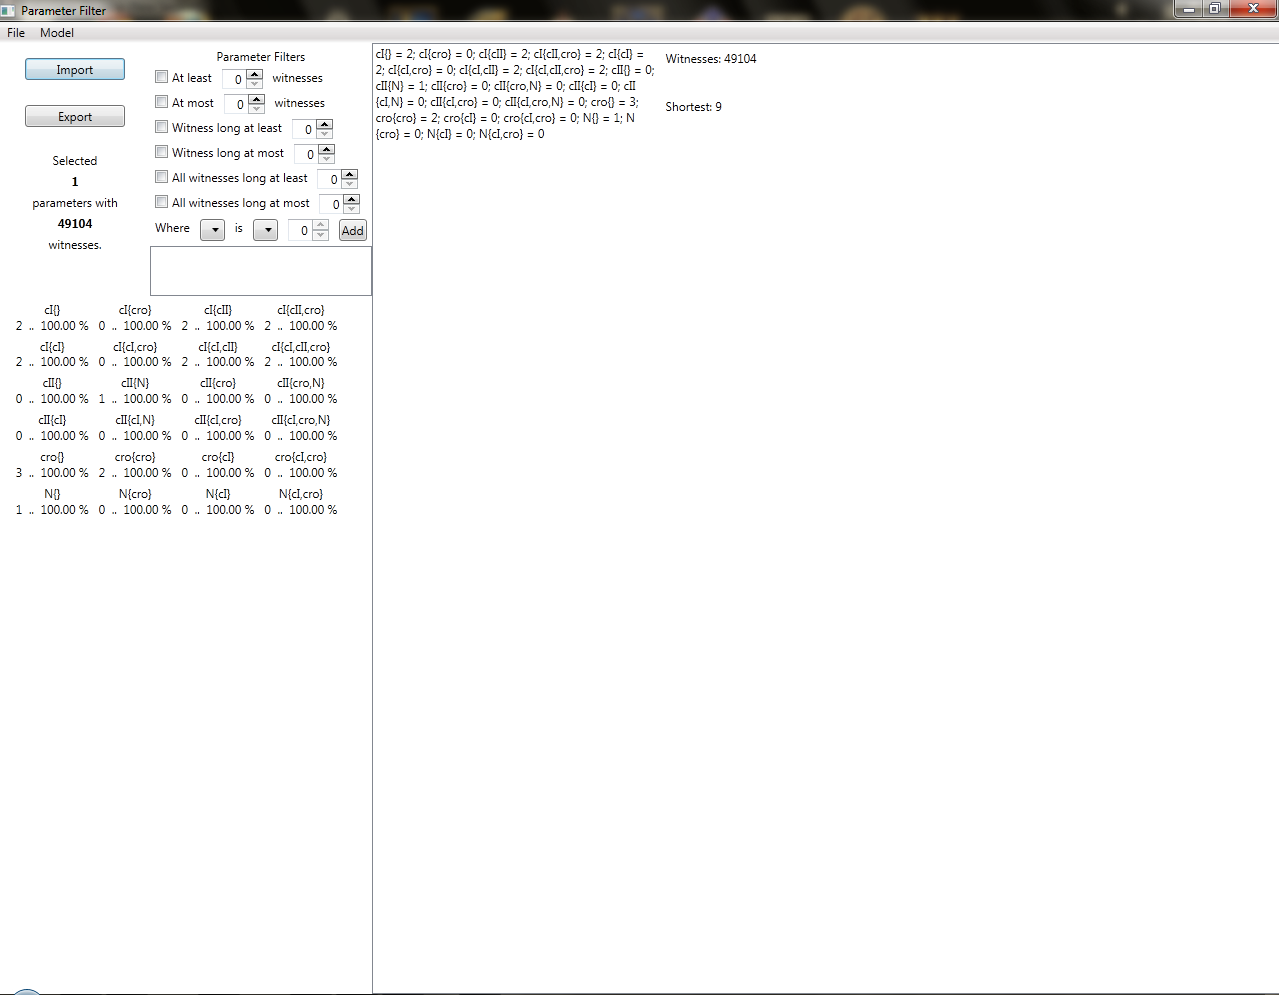 Parameter Filter
File Model
Import
Export
Selected
1
parameters with
49104
witnesses.
Parameter Filters
At least 0 witnesses
At most 0 witnesses
Witness long at least 0
Witness long at most 0
All witnesses long at least 0
All witnesses long at most 0
Where is 0 Add
cI{} cI{cro} cI{cII} cI{cII,cro}
2 .. 100.00 % 0 .. 100.00 % 2 .. 100.00 % 2 .. 100.00 %
cI{cI} cI{cI,cro} cI{cI,cII} cI{cI,cII,cro}
2 .. 100.00 % 0 .. 100.00 % 2 .. 100.00 % 2 .. 100.00 %
cII{} cII{N} cII{cro} cII{cro,N}
0 .. 100.00 % 1 .. 100.00 % 0 .. 100.00 % 0 .. 100.00 %
cII{cI} cII{cI,N} cII{cI,cro} cII{cI,cro,N}
0 .. 100.00 % 0 .. 100.00 % 0 .. 100.00 % 0 .. 100.00 %
cro{} cro{cro} cro{cI} cro{cI,cro}
3 .. 100.00 % 2 .. 100.00 % 0 .. 100.00 % 0 .. 100.00 %
N{} N{cro} N{cI} N{cI,cro}
1 .. 100.00 % 0 .. 100.00 % 0 .. 100.00 % 0 .. 100.00 %
cI{} = 2; cI{cro} = 0; cI{cII} = 2; cI{cII,cro} = 2; cI{cI} =
2; cI{cI,cro} = 0; cI{cI,cII} = 2; cI{cI,cII,cro} = 2; cII{} = 0;
cII{N} = 1; cII{cro} = 0; cII{cro,N} = 0; cII{cI} = 0; cII
{cI,N} = 0; cII{cI,cro} = 0; cII{cI,cro,N} = 0; cro{} = 3;
cro{cro} = 2; cro{cI} = 0; cro{cI,cro} = 0; N{} = 1; N
{cro} = 0; N{cI} = 0; N{cI,cro} = 0
Witnesses: 49104
Shortest: 9